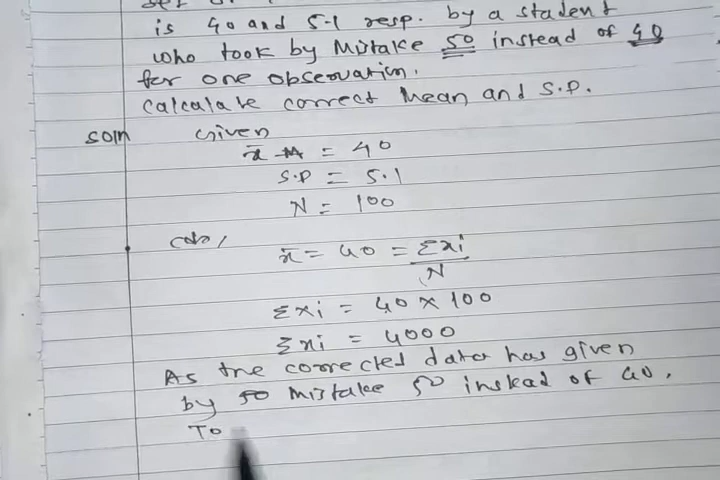 is 40 and 5.1 resp. by a student
who took by Mistake 50 instead of 40
for one observation.
calculate correct Mean and S.D.
soln Given
x̄ = 40
S.D = 5.1
N = 100
x̄ = 40 = Σxi
N
Σxi = 40 × 100
Σxi = 4000
As the corrected data has given
by 50 mistake 50 instead of 40.
To